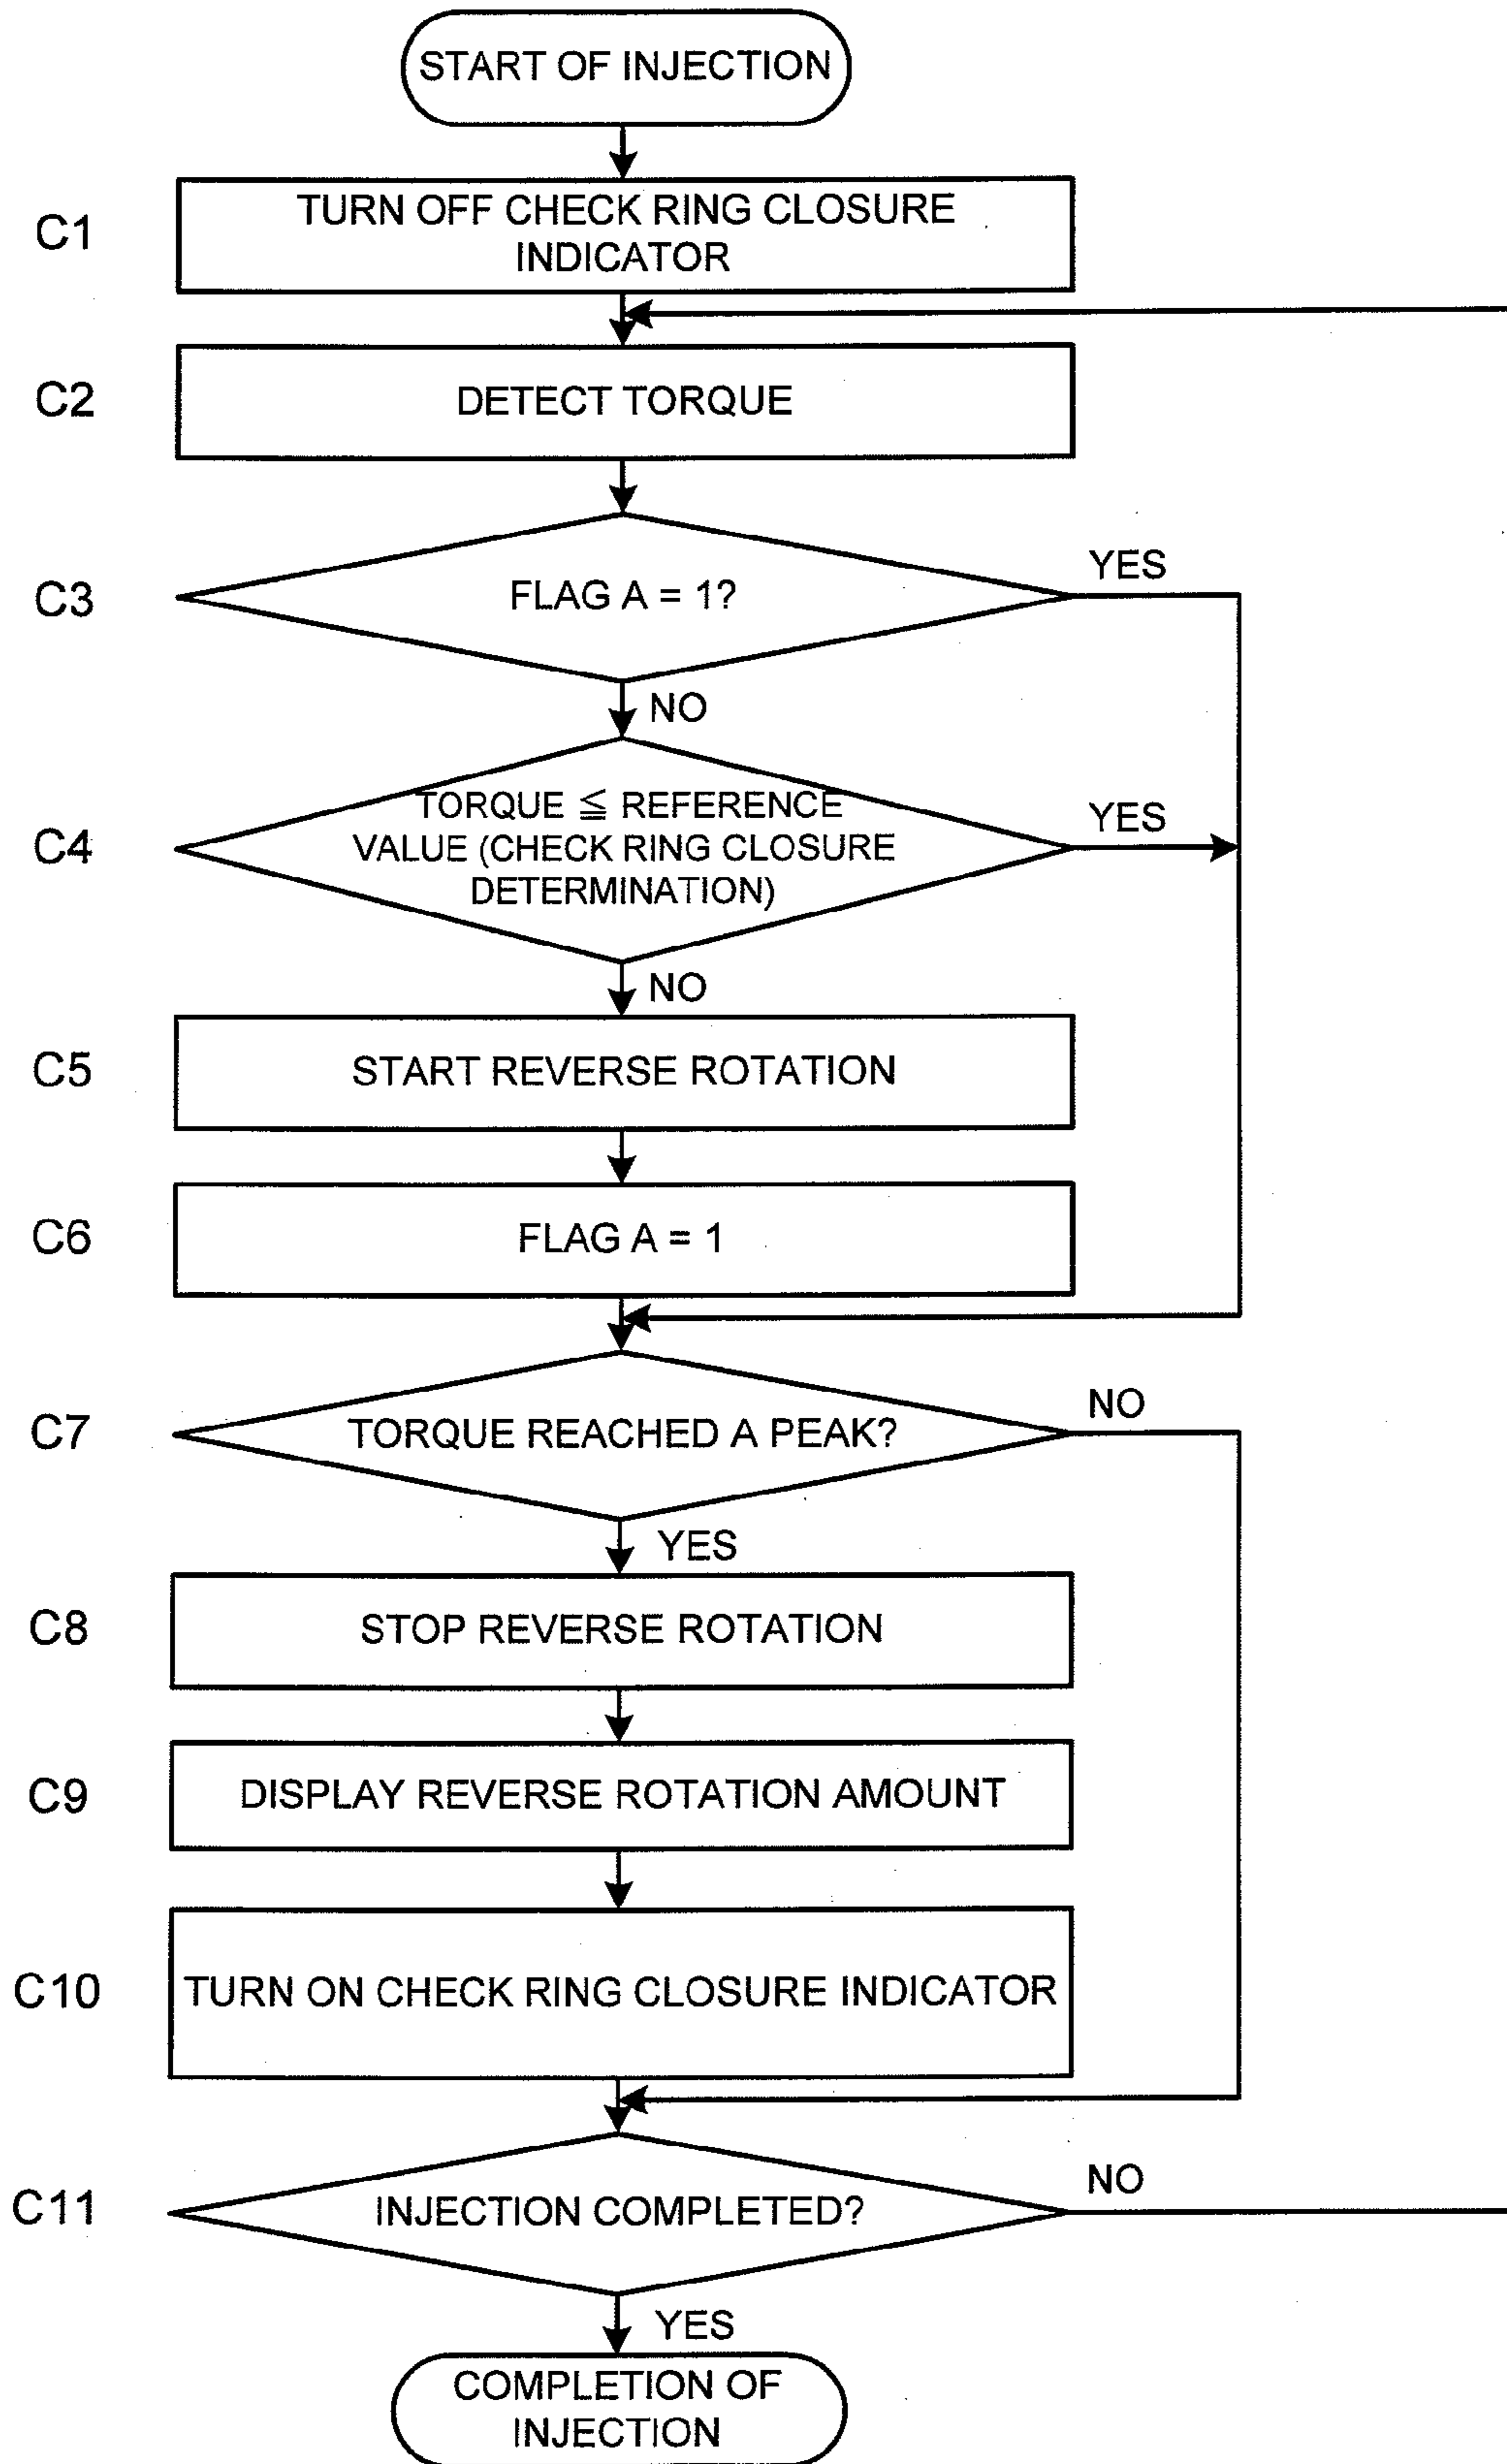 START OF INJECTION
C1
TURN OFF CHECK RING CLOSURE
INDICATOR
C2
DETECT TORQUE
C3
FLAG A = 1?
YES
NO
C4
TORQUE ≦ REFERENCE
VALUE (CHECK RING CLOSURE
DETERMINATION)
YES
NO
C5
START REVERSE ROTATION
C6
FLAG A = 1
C7
TORQUE REACHED A PEAK?
NO
YES
C8
STOP REVERSE ROTATION
C9
DISPLAY REVERSE ROTATION AMOUNT
C10
TURN ON CHECK RING CLOSURE INDICATOR
C11
INJECTION COMPLETED?
NO
YES
COMPLETION OF
INJECTION